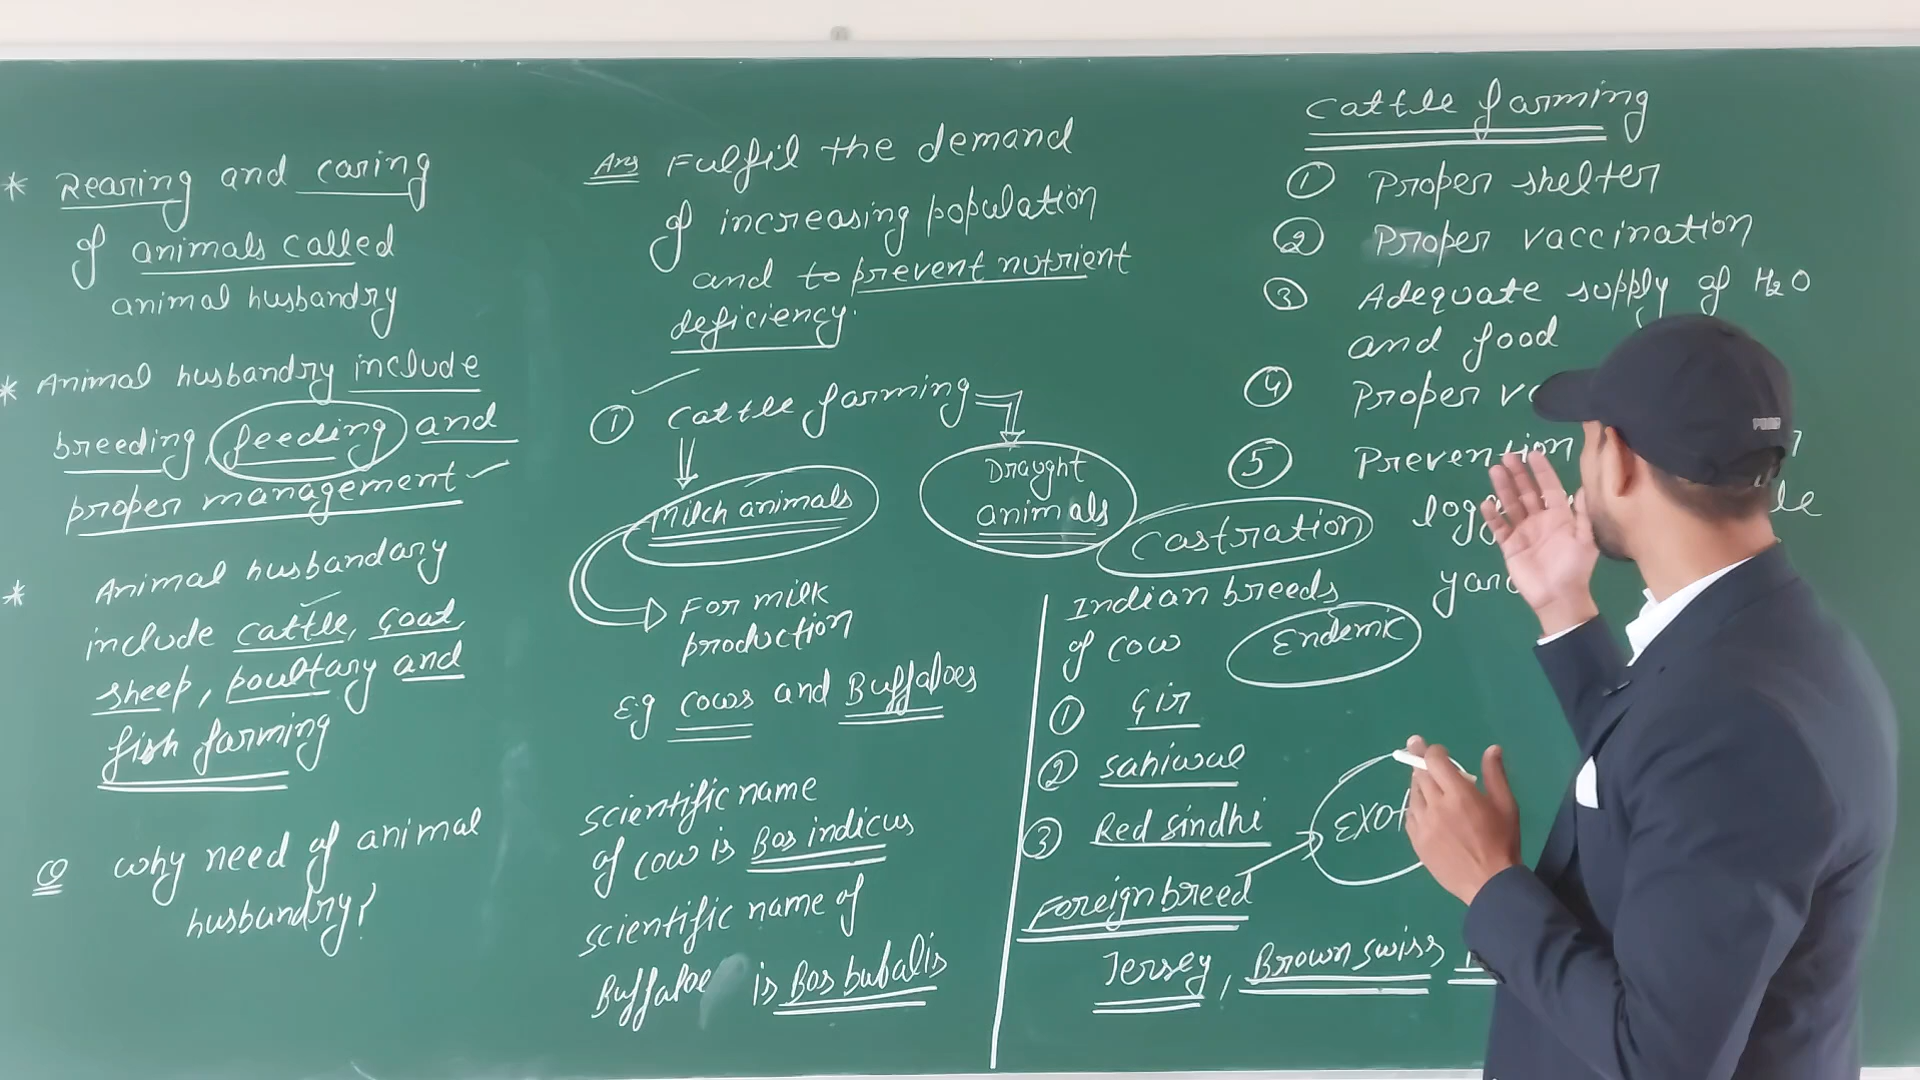 * Rearing and caring
of animals called
animal husbandry
* Animal husbandry include
breeding, feeding and
proper management
* Animal husbandary
include cattle, Goat,
sheep, poultary and
fish farming
Q Why need of animal
husbandry?
Ans Fulfil the demand
of increasing population
and to prevent nutrient
deficiency.
① Cattle farming
Milch animals
Draught
animals
For milk
production
E.g cows and Buffaloes
Scientific name
of cow is Bos indicus
scientific name of
Buffaloe is Bos bubalis
Cattle farming
① Proper shelter
② Proper vaccination
③ Adequate supply of H2O
and food
④ Proper
⑤ Prevention
Castration
Indian breeds
of cow
Endemic
① Gir
② Sahiwal
③ Red Sindhi
Foreign breed
Jersey, Brown swiss